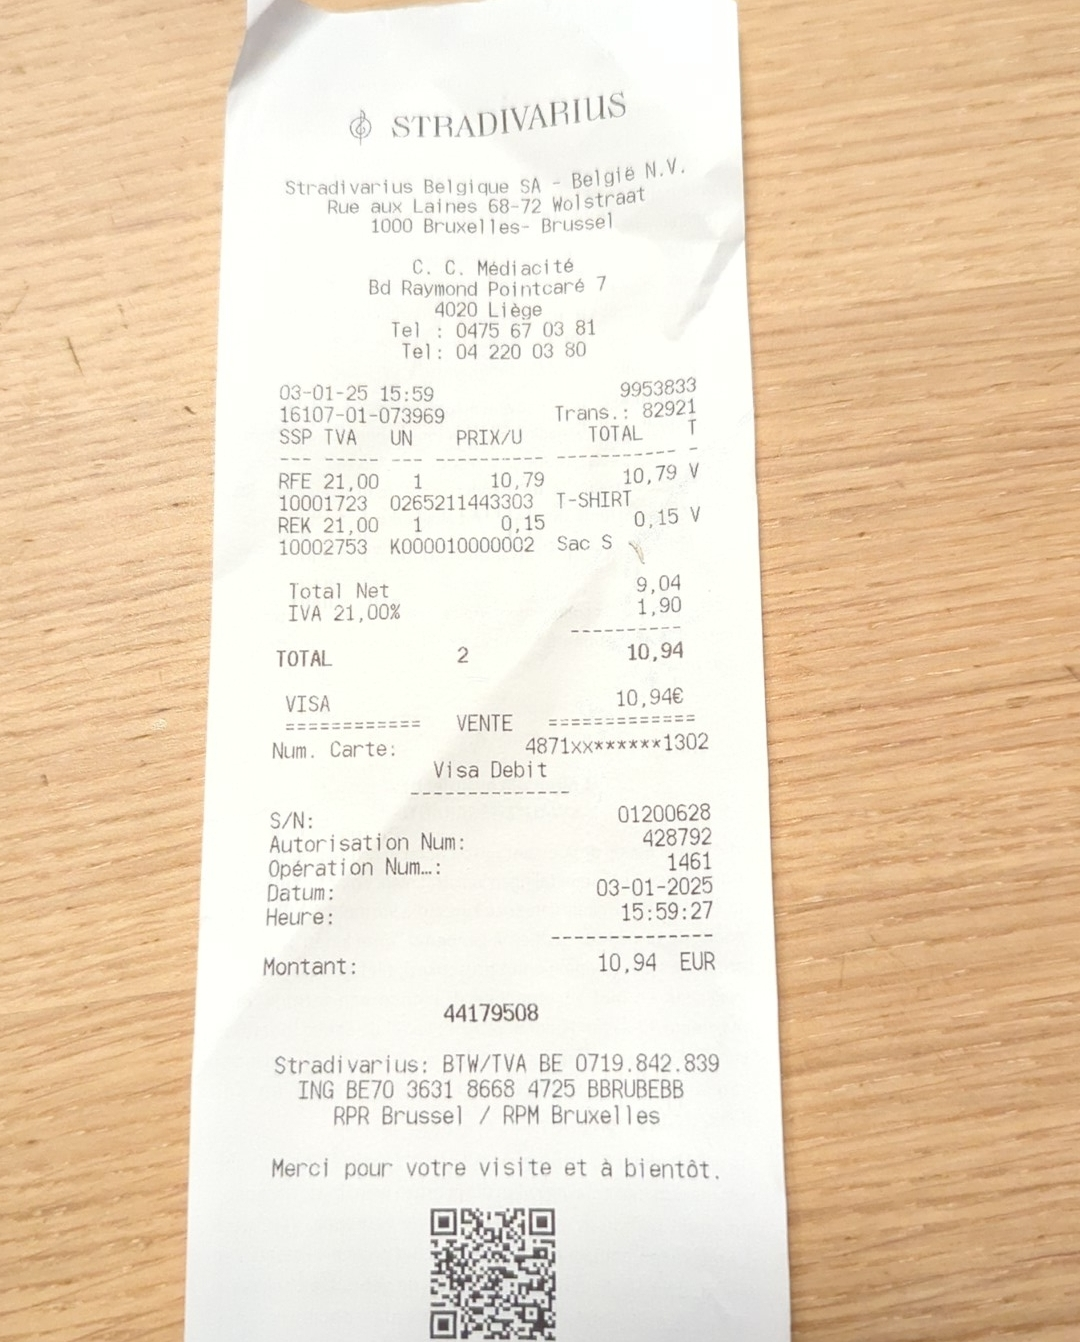 STRADIVARIUS
Stradivarius Belgique SA - België N.V.
Rue aux Laines 68-72 Wolstraat
1000 Bruxelles- Brussel
C. C. Médiacité
Bd Raymond Pointcaré 7
4020 Liège
Tel : 0475 67 03 81
Tel: 04 220 03 80
03-01-25 15:59 9953833
16107-01-073969 Trans.: 82921
SSP TVA UN PRIX/U TOTAL T
--- ----- --- ---------- ----------- -
RFE 21,00 1 10,79 10,79 V
10001723 0265211443303 T-SHIRT
REK 21,00 1 0,15 0,15 V
10002753 K000010000002 Sac S
Total Net 9,04
IVA 21,00% 1,90
----------
TOTAL 2 10,94
VISA 10,94€
============ VENTE =============
Num. Carte: 4871xx******1302
Visa Debit
--------------
S/N: 01200628
Autorisation Num: 428792
Opération Num…: 1461
Datum: 03-01-2025
Heure: 15:59:27
--------------
Montant: 10,94 EUR
44179508
Stradivarius: BTW/TVA BE 0719.842.839
ING BE70 3631 8668 4725 BBRUBEBB
RPR Brussel / RPM Bruxelles
Merci pour votre visite et à bientôt.